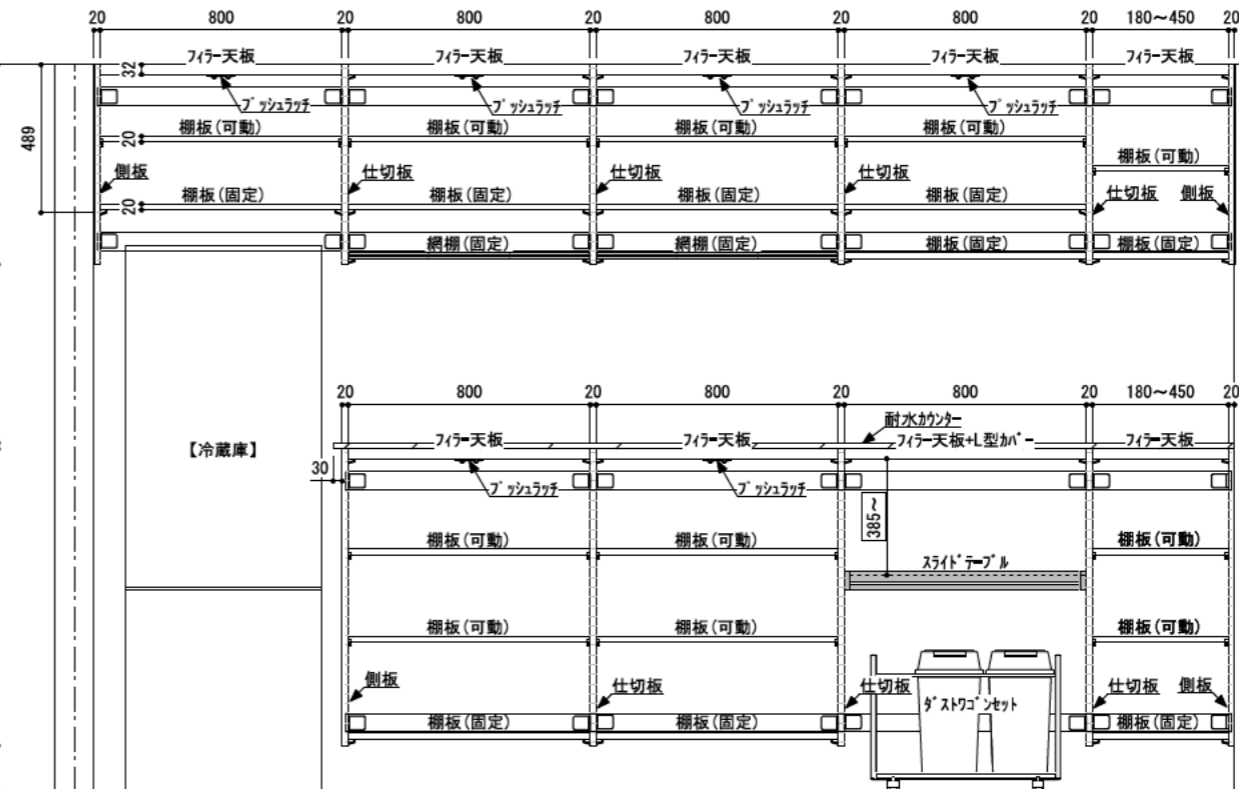 20 800 20 800 20 800 20 800 20 180～450 20
フィラー天板 フィラー天板 フィラー天板 フィラー天板 フィラー天板
32
プッシュラッチ プッシュラッチ プッシュラッチ プッシュラッチ
489
棚板(可動) 棚板(可動) 棚板(可動) 棚板(可動)
20
棚板(可動)
側板 仕切板 仕切板 仕切板
棚板(固定) 棚板(固定) 棚板(固定) 棚板(固定) 仕切板 側板
20
網棚(固定) 網棚(固定) 棚板(固定) 棚板(固定)
20 800 20 800 20 800 20 180～450 20
耐水カウンター
フィラー天板 フィラー天板 フィラー天板+L型カバー フィラー天板
【冷蔵庫】
30
プッシュラッチ プッシュラッチ
385～
棚板(可動) 棚板(可動) 棚板(可動)
スライドテーブル
棚板(可動) 棚板(可動) 棚板(可動)
側板 仕切板 仕切板 仕切板 側板
ダストワゴンセット
棚板(固定) 棚板(固定) 棚板(固定)